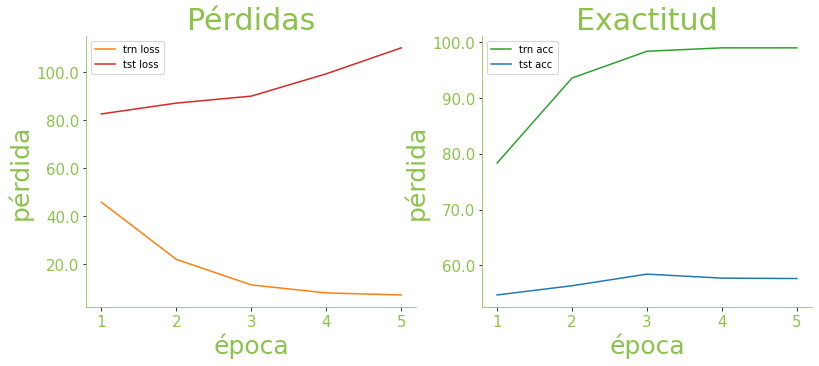 Pérdidas
trn loss
tst loss
100.0
80.0
60.0
40.0
20.0
pérdida
1 2 3 4 5
época
Exactitud
trn acc
tst acc
100.0
90.0
80.0
70.0
60.0
pérdida
1 2 3 4 5
época